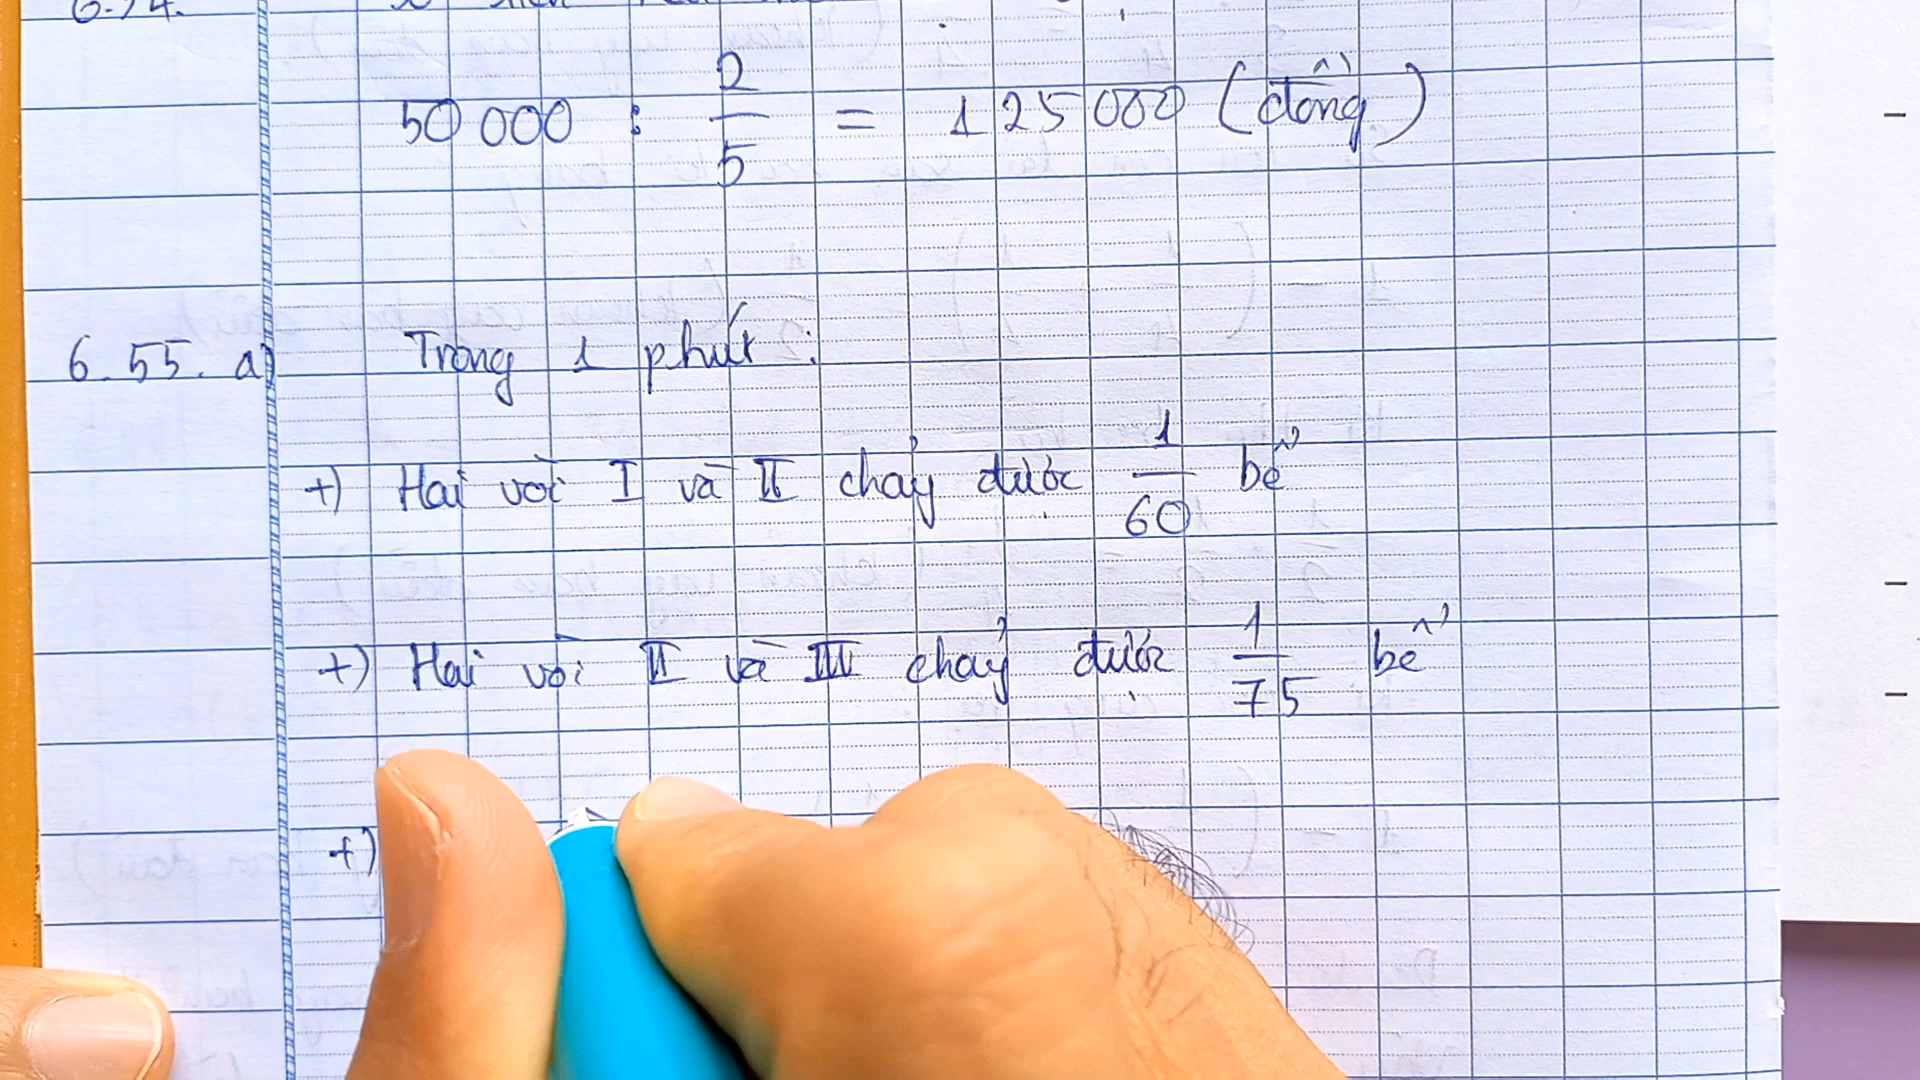 50 000 : 2/5 = 125 000 (đồng)
6.55. a) Trong 1 phút :
+) Hai vòi I và II chảy được 1/60 bể
+) Hai vòi II và III chảy được 1/75 bể
+)